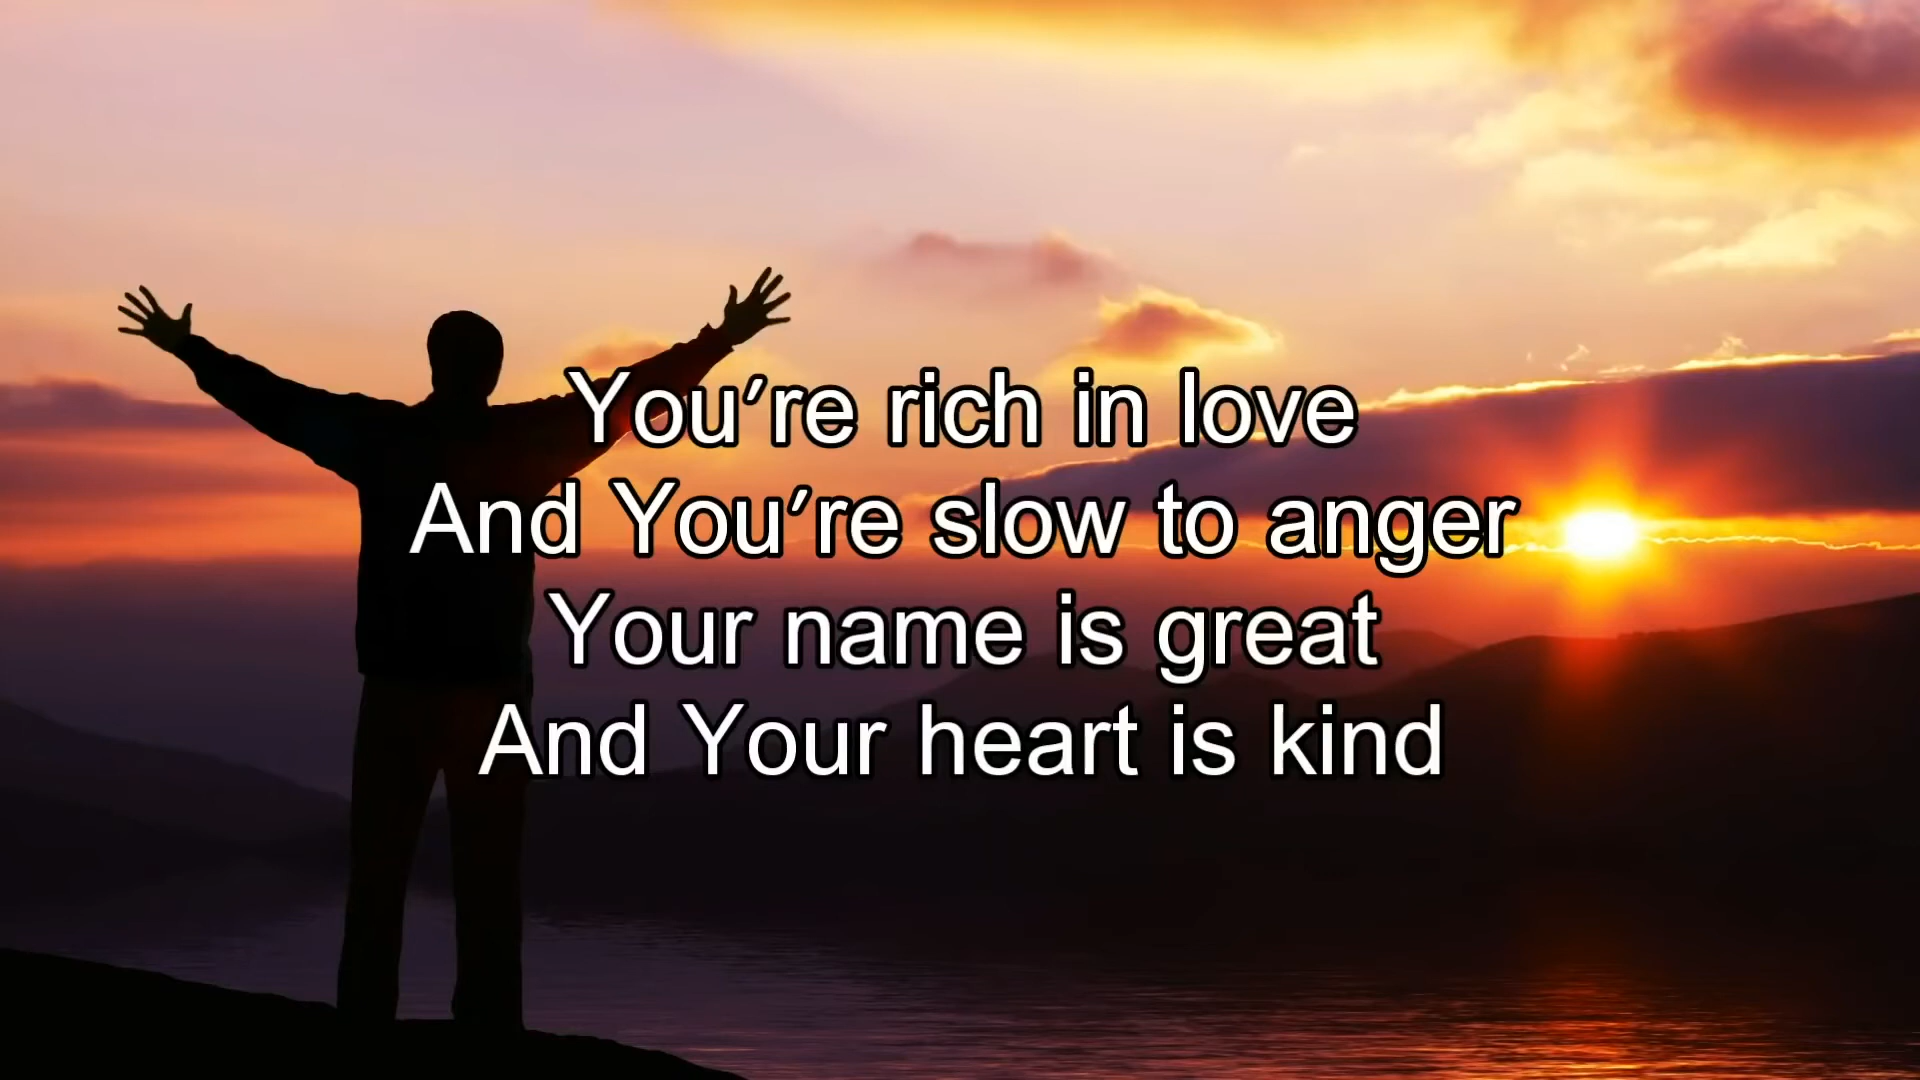 You're rich in love
And You're slow to anger
Your name is great
And Your heart is kind